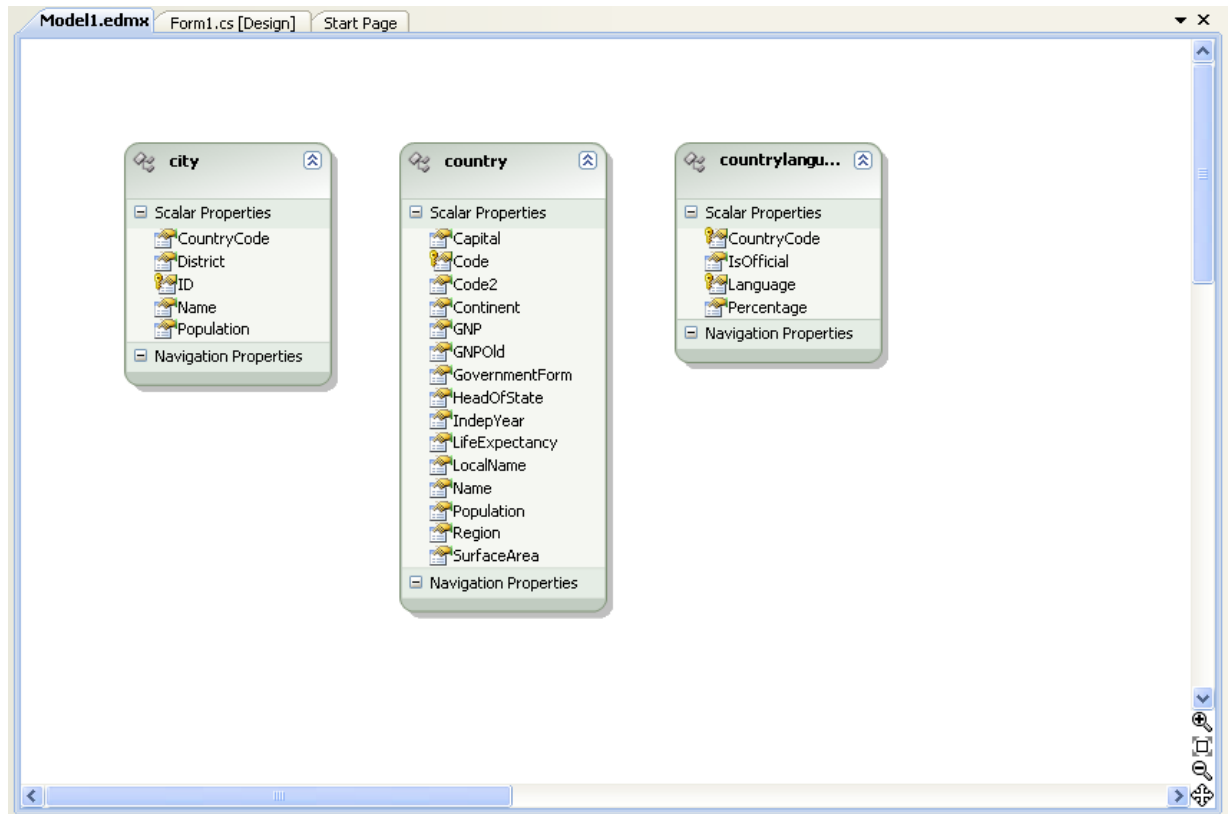 Model1.edmx
Form1.cs [Design]
Start Page
city
Scalar Properties
CountryCode
District
ID
Name
Population
Navigation Properties
country
Scalar Properties
Capital
Code
Code2
Continent
GNP
GNPOld
GovernmentForm
HeadOfState
IndepYear
LifeExpectancy
LocalName
Name
Population
Region
SurfaceArea
Navigation Properties
countrylangu...
Scalar Properties
CountryCode
IsOfficial
Language
Percentage
Navigation Properties